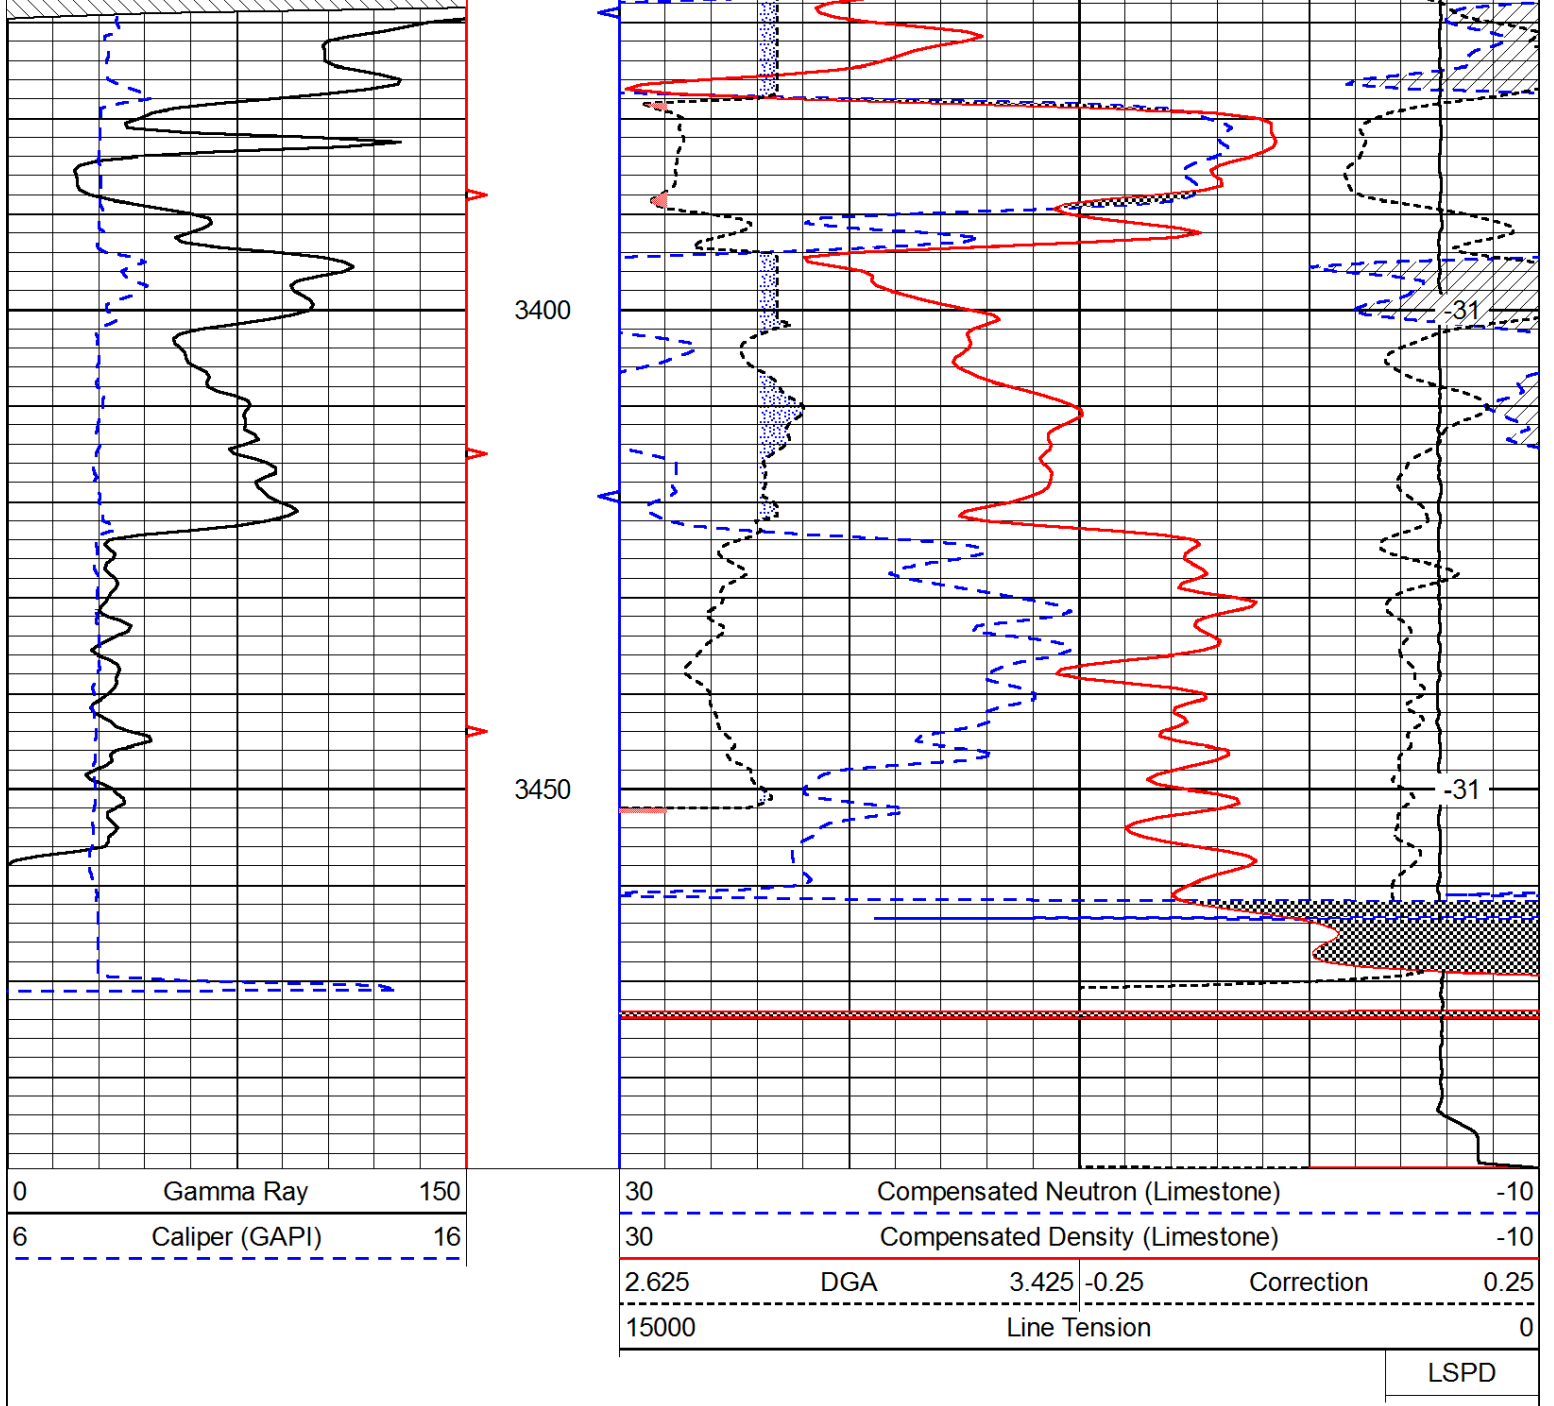 3400
-31
3450
-31
0 Gamma Ray 150
6 Caliper (GAPI) 16
30 Compensated Neutron (Limestone) -10
30 Compensated Density (Limestone) -10
2.625 DGA 3.425 -0.25 Correction 0.25
15000 Line Tension 0
LSPD